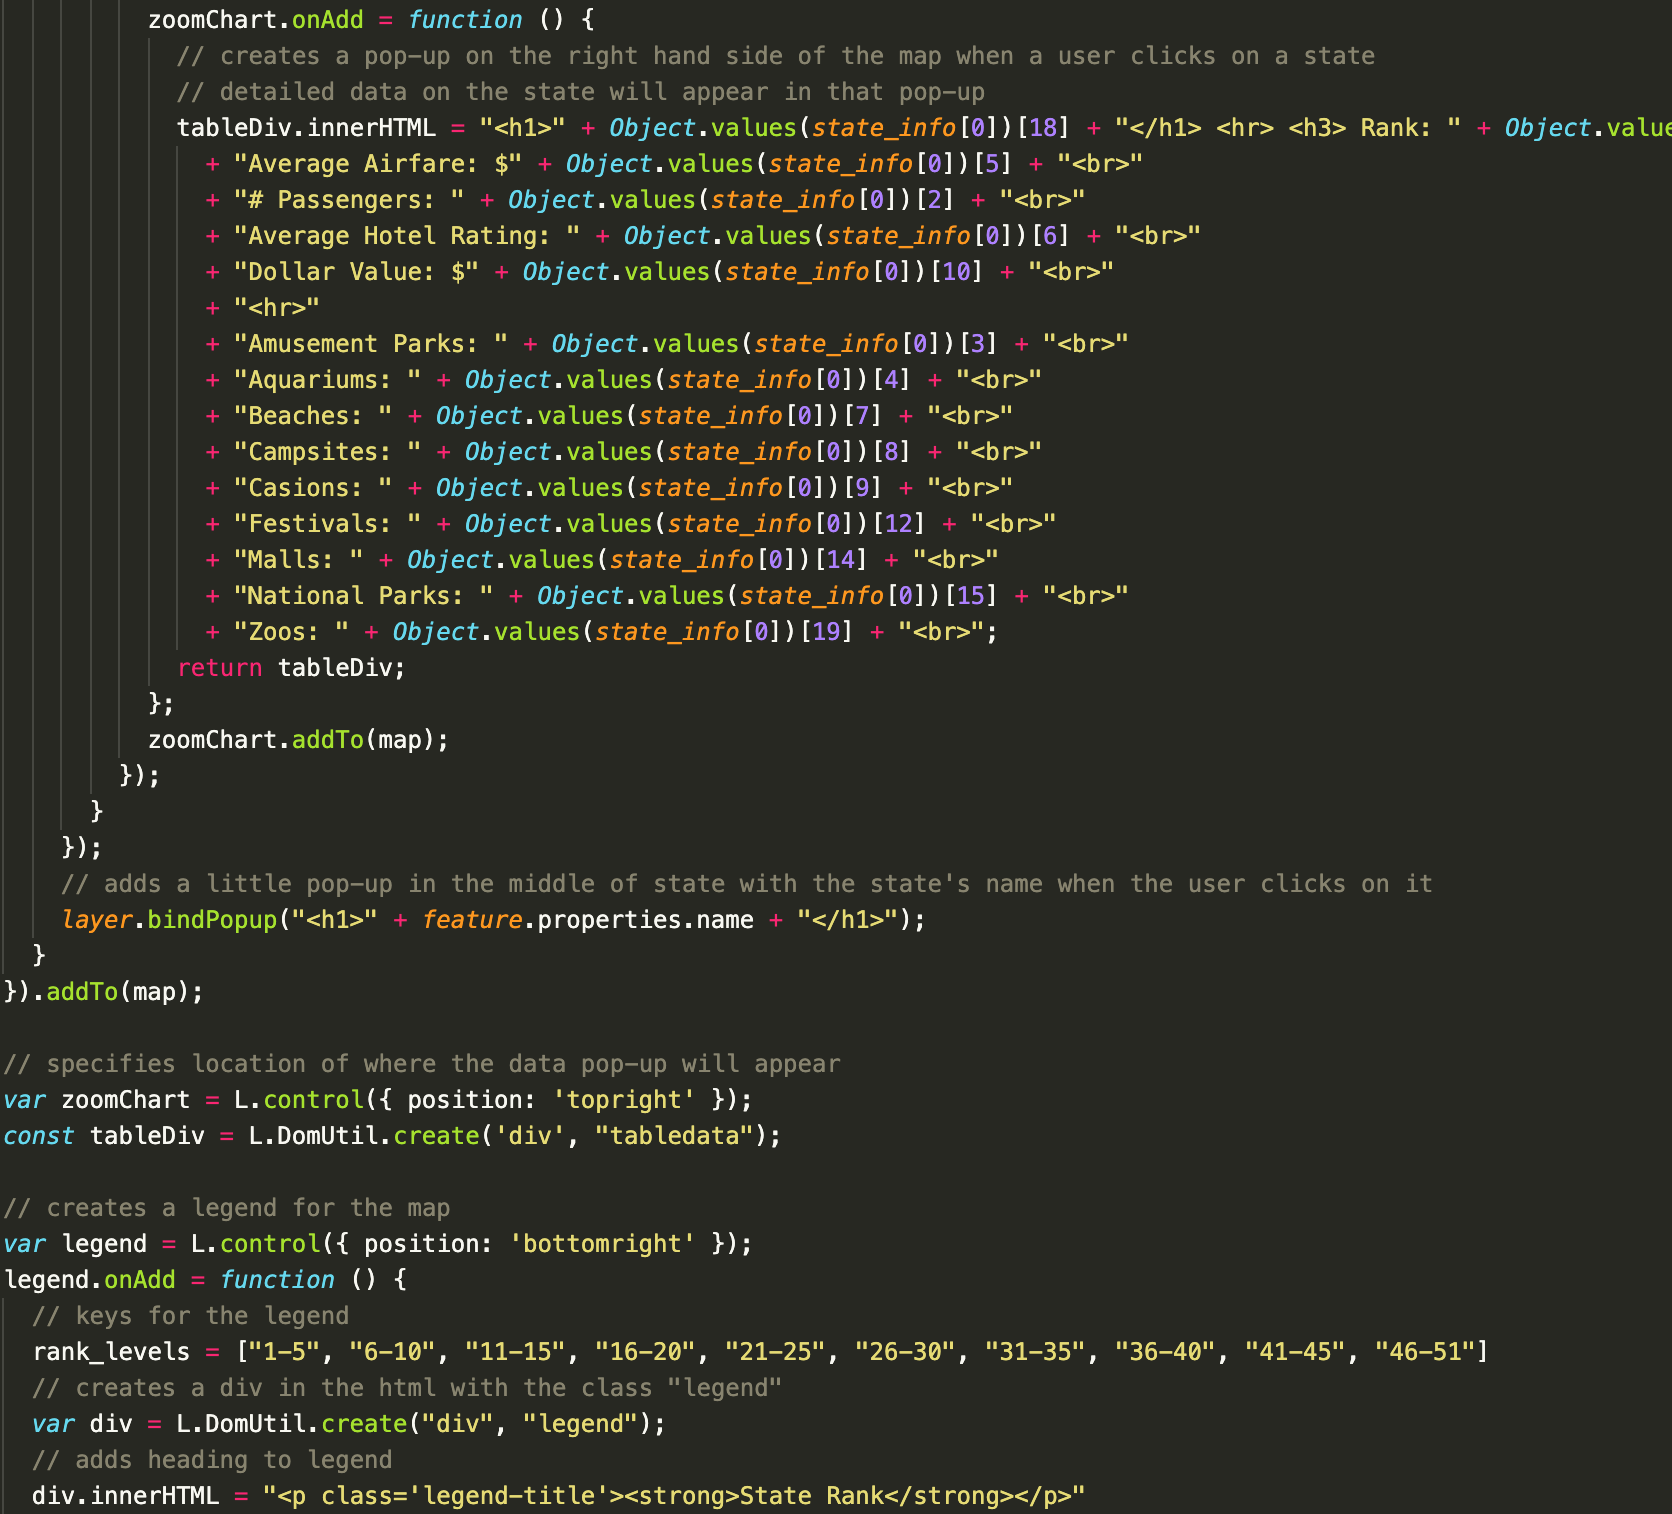 zoomChart.onAdd = function () {
// creates a pop-up on the right hand side of the map when a user clicks on a state
// detailed data on the state will appear in that pop-up
tableDiv.innerHTML = "<h1>" + Object.values(state_info[0])[18] + "</h1> <hr> <h3> Rank: " + Object.value
+ "Average Airfare: $" + Object.values(state_info[0])[5] + "<br>"
+ "# Passengers: " + Object.values(state_info[0])[2] + "<br>"
+ "Average Hotel Rating: " + Object.values(state_info[0])[6] + "<br>"
+ "Dollar Value: $" + Object.values(state_info[0])[10] + "<br>"
+ "<hr>"
+ "Amusement Parks: " + Object.values(state_info[0])[3] + "<br>"
+ "Aquariums: " + Object.values(state_info[0])[4] + "<br>"
+ "Beaches: " + Object.values(state_info[0])[7] + "<br>"
+ "Campsites: " + Object.values(state_info[0])[8] + "<br>"
+ "Casions: " + Object.values(state_info[0])[9] + "<br>"
+ "Festivals: " + Object.values(state_info[0])[12] + "<br>"
+ "Malls: " + Object.values(state_info[0])[14] + "<br>"
+ "National Parks: " + Object.values(state_info[0])[15] + "<br>"
+ "Zoos: " + Object.values(state_info[0])[19] + "<br>";
return tableDiv;
};
zoomChart.addTo(map);
});
}
});
// adds a little pop-up in the middle of state with the state's name when the user clicks on it
layer.bindPopup("<h1>" + feature.properties.name + "</h1>");
}
}).addTo(map);
// specifies location of where the data pop-up will appear
var zoomChart = L.control({ position: 'topright' });
const tableDiv = L.DomUtil.create('div', "tabledata");
// creates a legend for the map
var legend = L.control({ position: 'bottomright' });
legend.onAdd = function () {
// keys for the legend
rank_levels = ["1-5", "6-10", "11-15", "16-20", "21-25", "26-30", "31-35", "36-40", "41-45", "46-51"]
// creates a div in the html with the class "legend"
var div = L.DomUtil.create("div", "legend");
// adds heading to legend
div.innerHTML = "<p class='legend-title'><strong>State Rank</strong></p>"